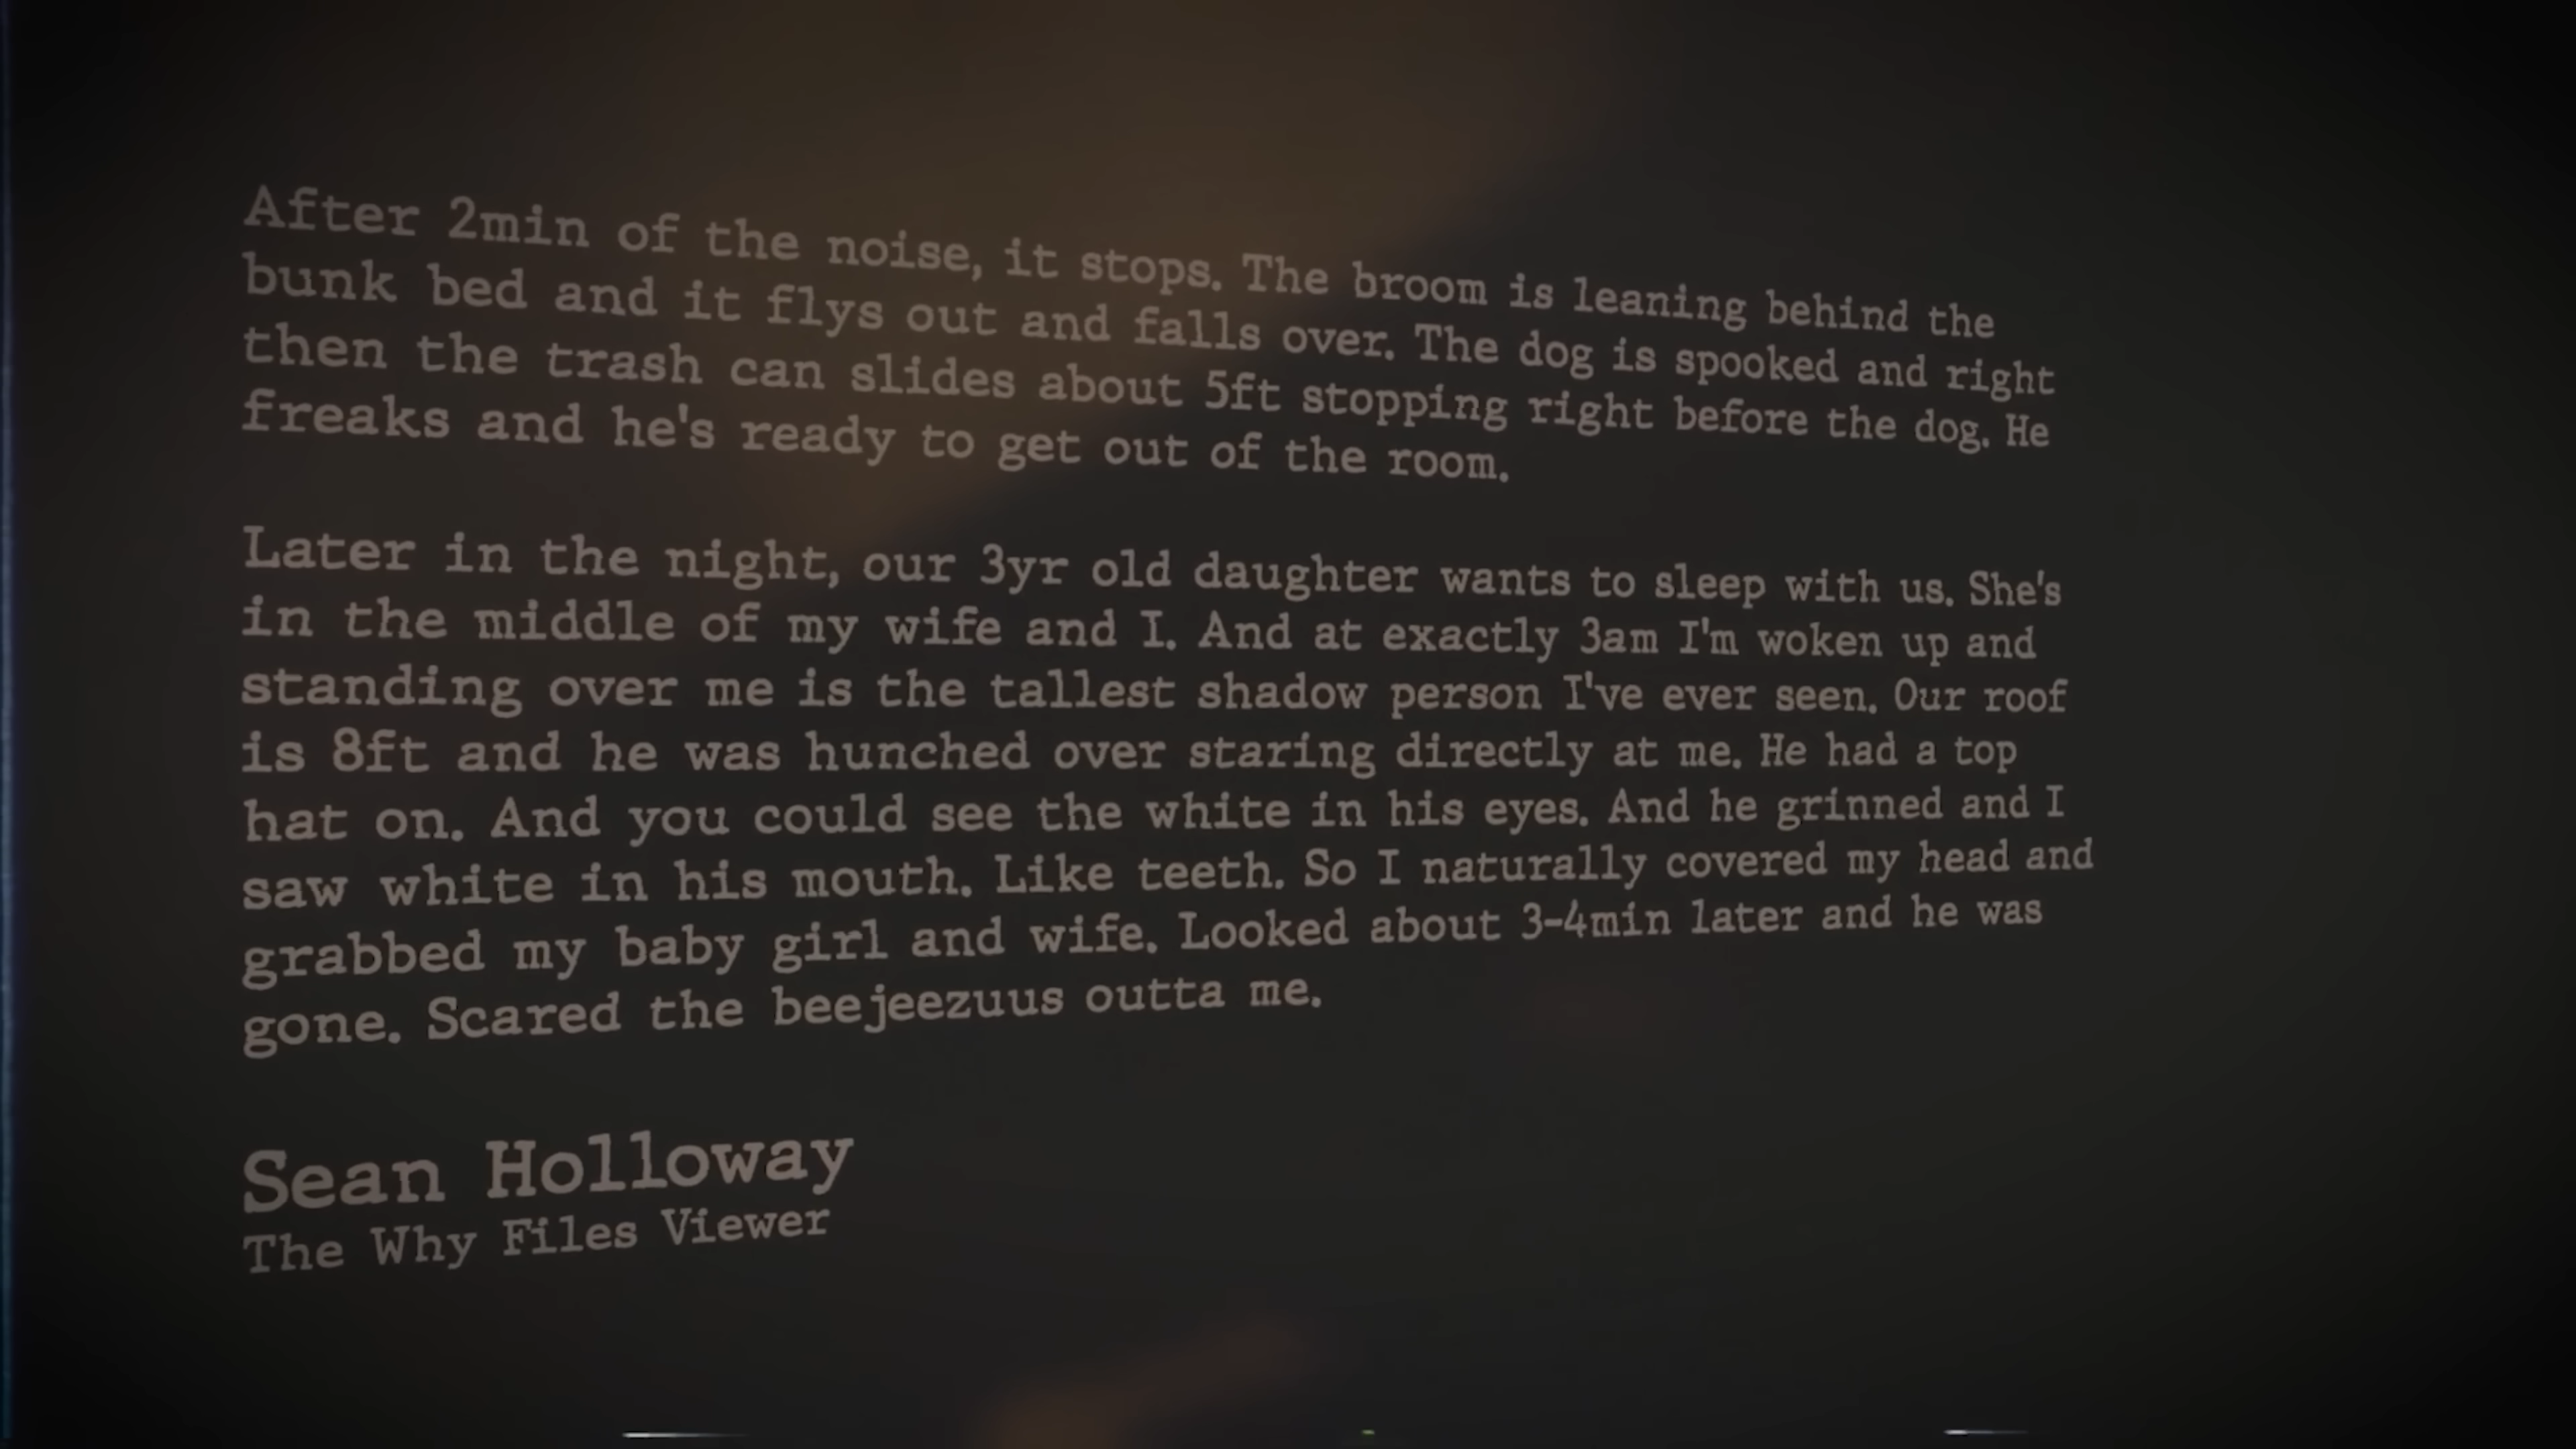 After 2min of the noise, it stops. The broom is leaning behind the
bunk bed and it flys out and falls over. The dog is spooked and right
then the trash can slides about 5ft stopping right before the dog. He
freaks and he's ready to get out of the room.
Later in the night, our 3yr old daughter wants to sleep with us. She's
in the middle of my wife and I. And at exactly 3am I'm woken up and
standing over me is the tallest shadow person I've ever seen. Our roof
is 8ft and he was hunched over staring directly at me. He had a top
hat on. And you could see the white in his eyes. And he grinned and I
saw white in his mouth. Like teeth. So I naturally covered my head and
grabbed my baby girl and wife. Looked about 3-4min later and he was
gone. Scared the beejeezuus outta me.
Sean Holloway
The Why Files Viewer